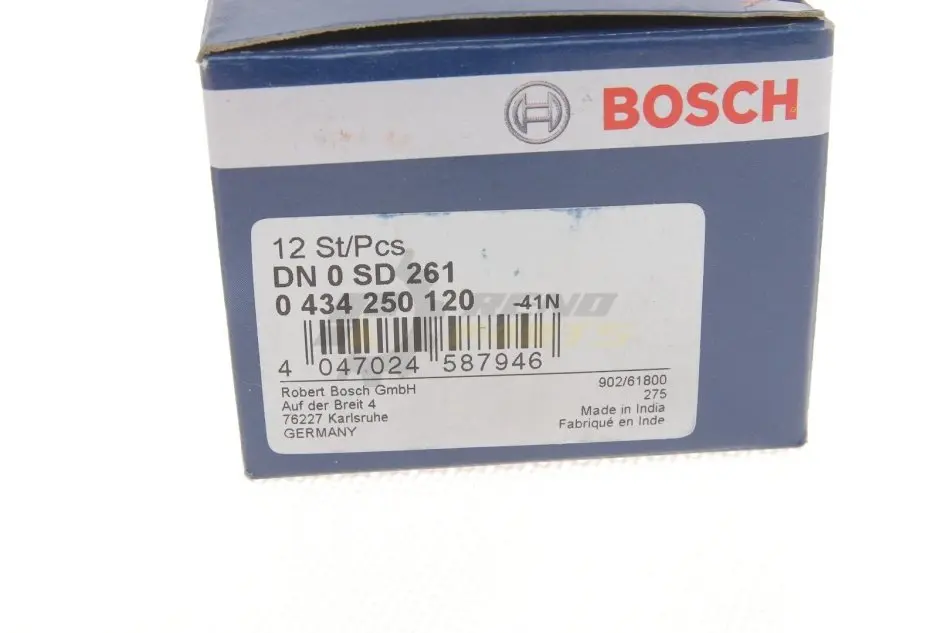 BOSCH
12 St/Pcs
DN 0 SD 261
0 434 250 120 -41N
4 047024 587946
Robert Bosch GmbH
Auf der Breit 4
76227 Karlsruhe
GERMANY
902/61800
275
Made in India
Fabriqué en Inde